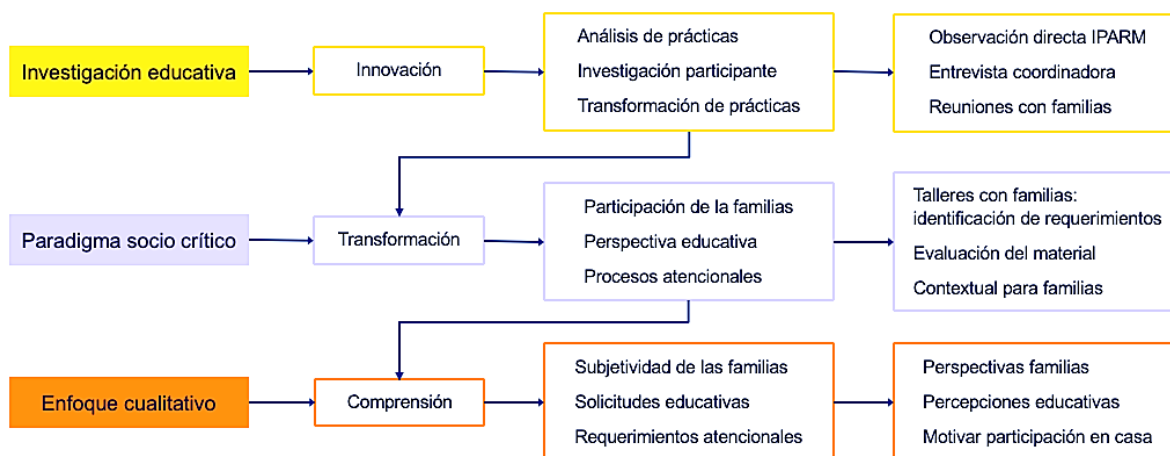 Investigación educativa
Innovación
Análisis de prácticas
Investigación participante
Transformación de prácticas
Observación directa IPARM
Entrevista coordinadora
Reuniones con familias
Paradigma socio crítico
Transformación
Participación de la familias
Perspectiva educativa
Procesos atencionales
Talleres con familias:
identificación de requerimientos
Evaluación del material
Contextual para familias
Enfoque cualitativo
Comprensión
Subjetividad de las familias
Solicitudes educativas
Requerimientos atencionales
Perspectivas familias
Percepciones educativas
Motivar participación en casa